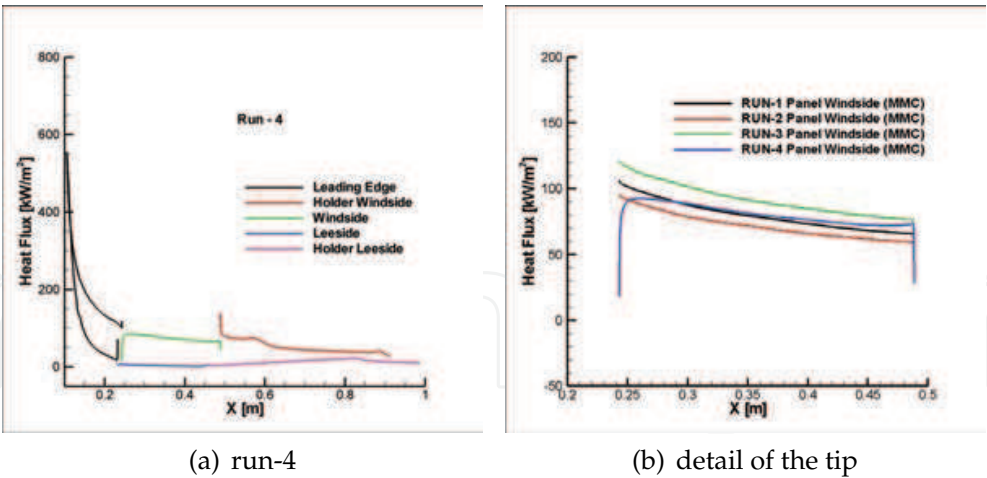 800
600
400
200
0
Heat Flux [kW/m²]
Run - 4
Leading Edge
Holder Windside
Windside
Leeside
Holder Leeside
0.2
0.4
0.6
0.8
1
X [m]
(a) run-4
200
150
100
50
0
-50
Heat Flux [kW/m²]
RUN-1 Panel Windside (MMC)
RUN-2 Panel Windside (MMC)
RUN-3 Panel Windside (MMC)
RUN-4 Panel Windside (MMC)
0.2
0.25
0.3
0.35
0.4
0.45
0.5
X [m]
(b) detail of the tip